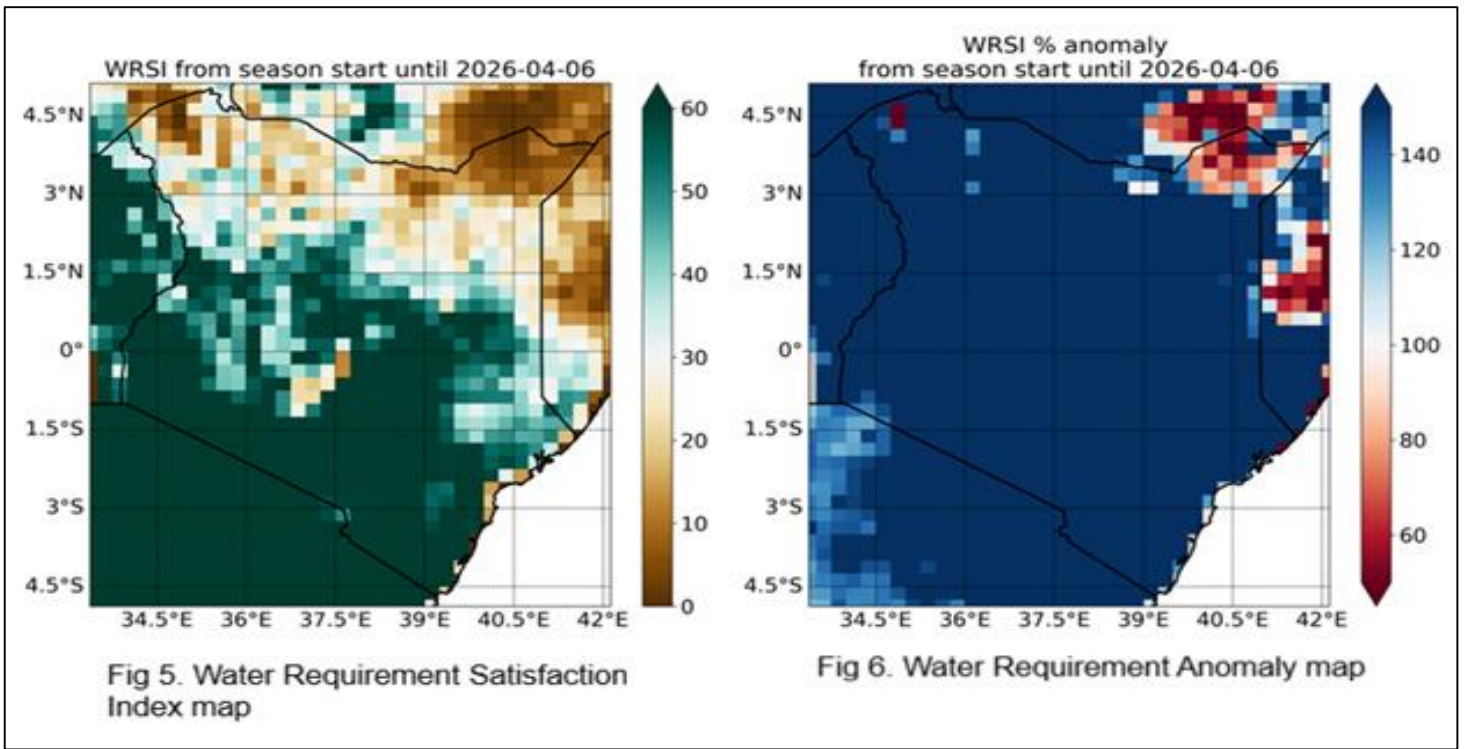 WRSI from season start until 2026-04-06
4.5°N
3°N
1.5°N
0°
1.5°S
3°S
4.5°S
34.5°E 36°E 37.5°E 39°E 40.5°E 42°E
60
50
40
30
20
10
0
Fig 5. Water Requirement Satisfaction
Index map
WRSI % anomaly
from season start until 2026-04-06
4.5°N
3°N
1.5°N
0°
1.5°S
3°S
4.5°S
34.5°E 36°E 37.5°E 39°E 40.5°E 42°E
140
120
100
80
60
Fig 6. Water Requirement Anomaly map